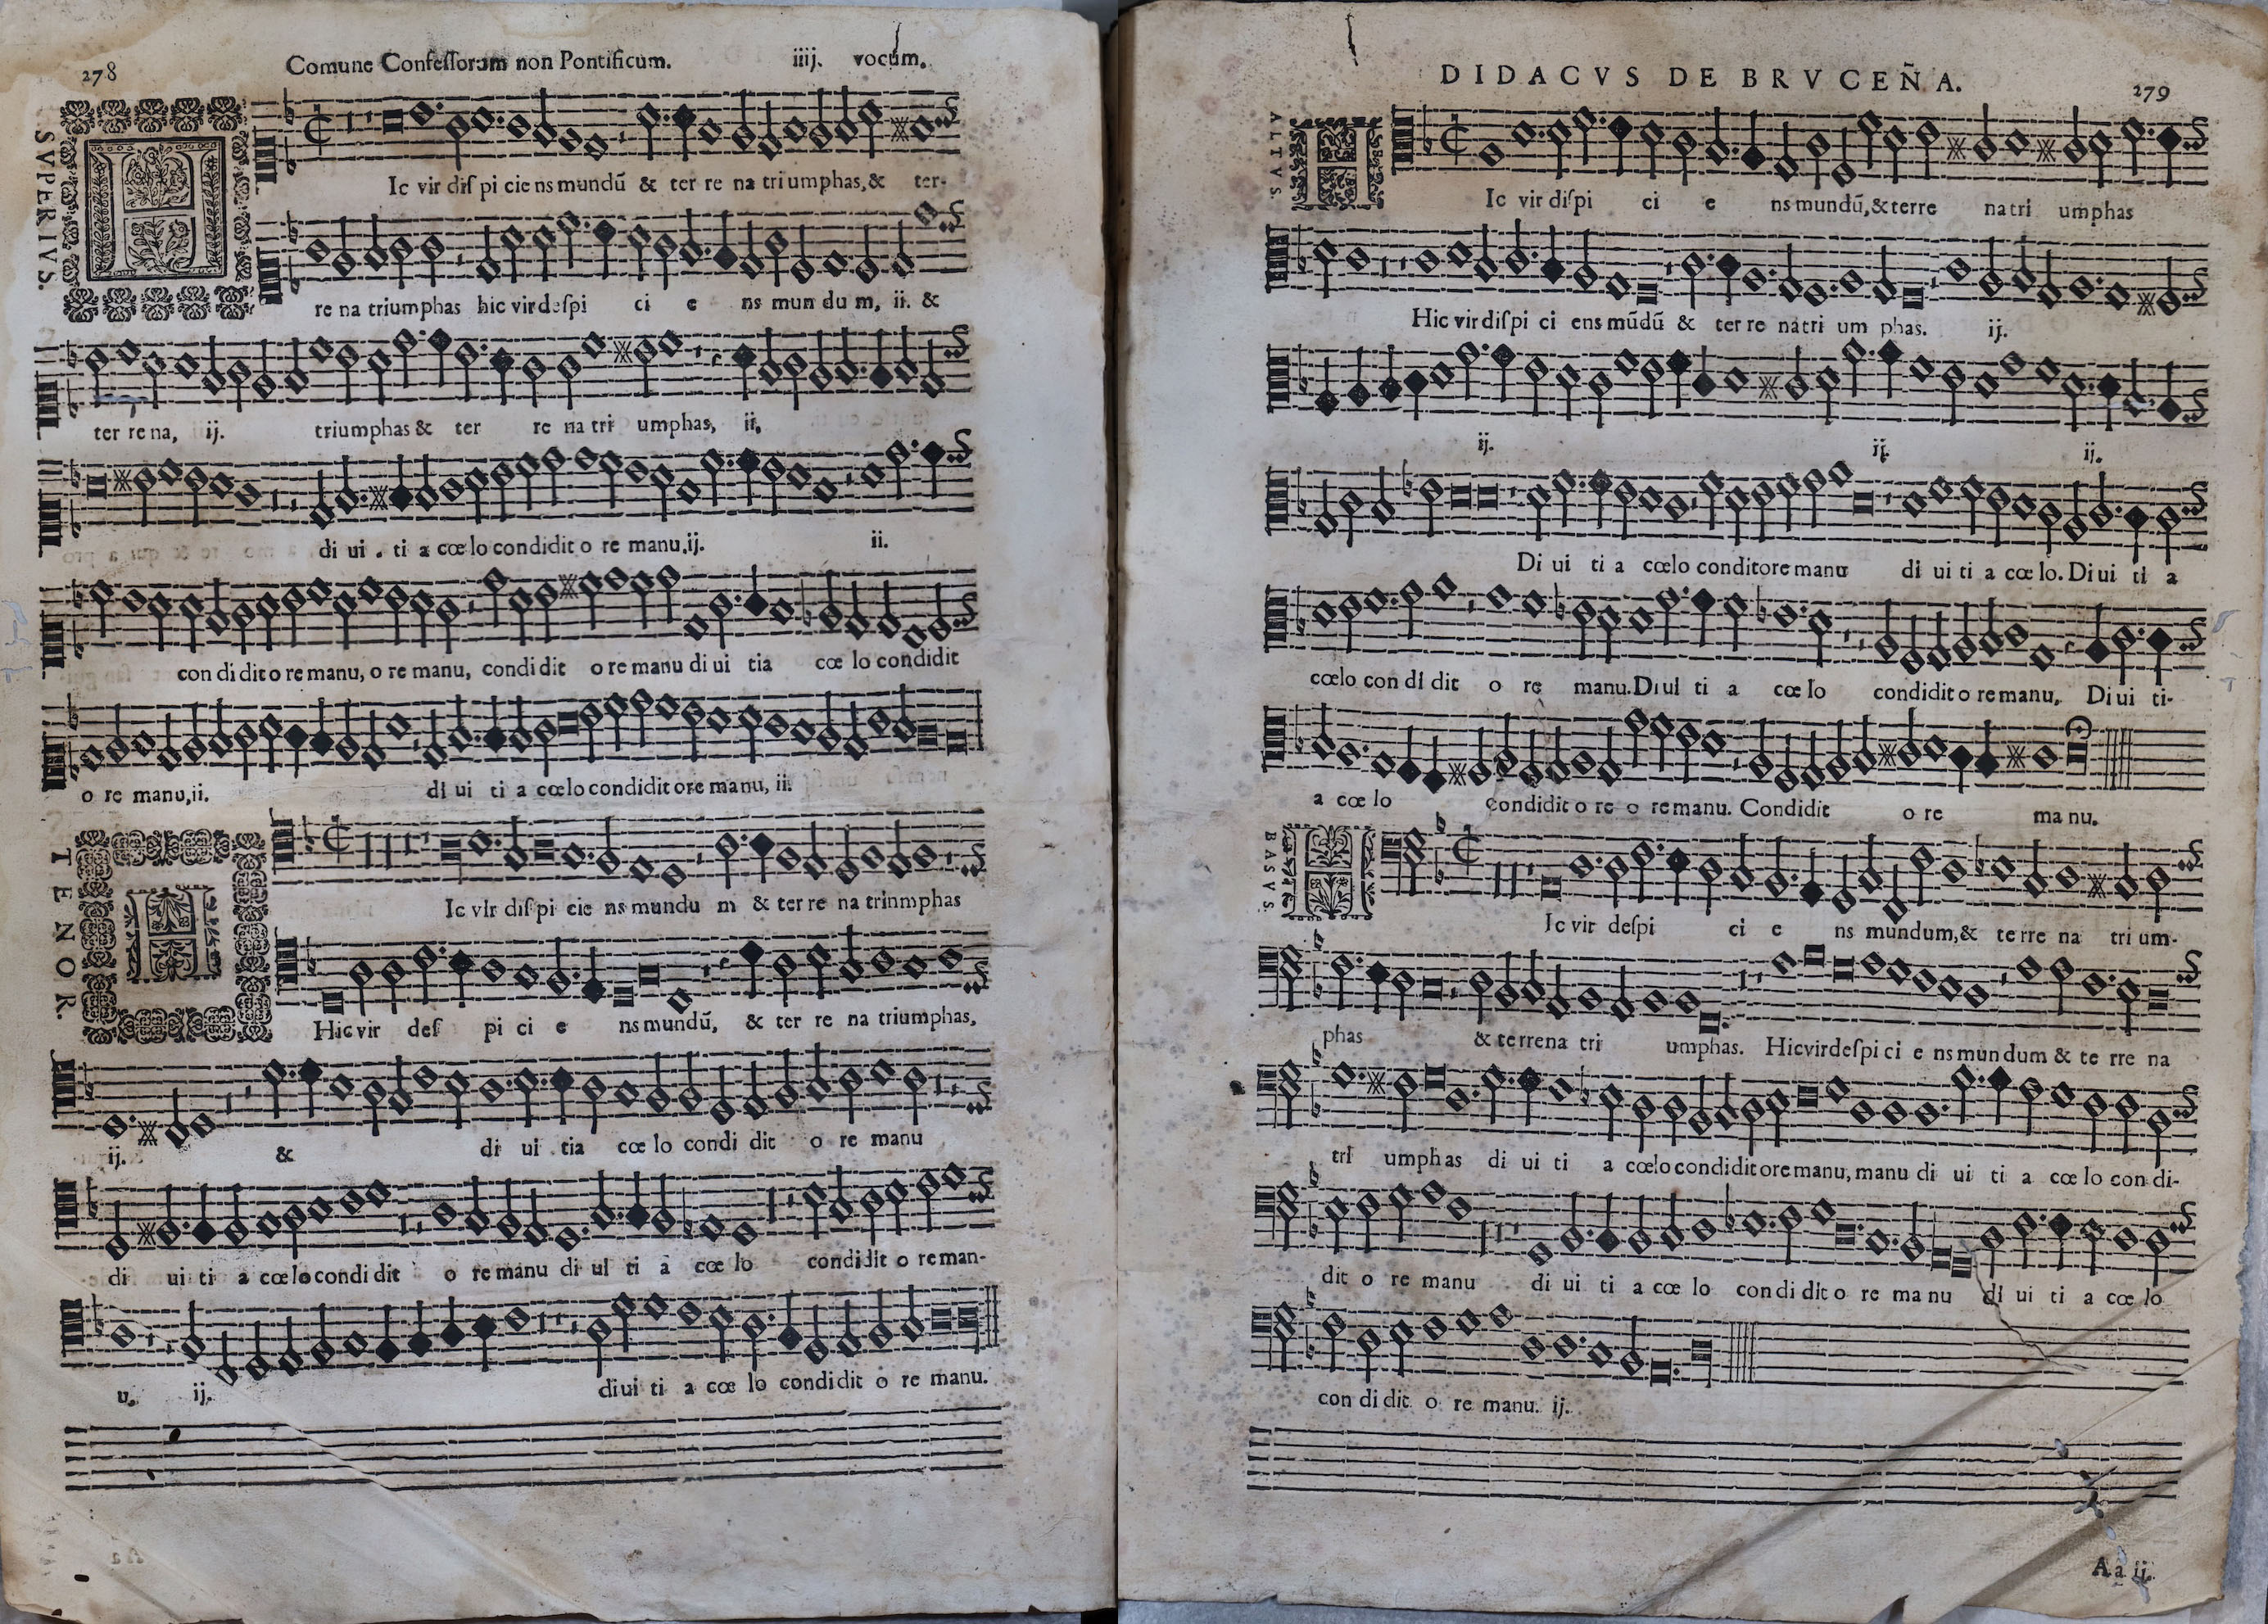 278
Comune Confessorum non Pontificum. iiij. vocum.
SVPERIVS.
H
Ic vir diſ pi cie ns mundũ & ter re na tri umphas, & ter-
re na triumphas hic vir deſpi ci e ns mun du m, ii. &
ter re na, ij. triumphas & ter re na tri umphas, ii,
di ui . ti a cœ lo condidit o re manu, ij. ii.
con di dit o re manu, o re manu, condi dit o re manu di ui tia cœ lo condidit
o re manu, ii. di ui ti a cœlo condidit ore manu, ii.
TENOR.
H
Ic vir diſ pi cie ns mundu m & ter re na trinmphas
Hic vir deſ pi ci e ns mundũ, & ter re na triumphas,
ij. & di ui tia cœ lo condi dit o re manu
di ui ti a cœlo condi dit o re manu di ui ti a cœ lo condidit o re man-
u. ij. diui ti a cœ lo condidit o re manu.
DIDACVS DE BRVCEÑA.
279
ALTVS.
H
Ic vir diſpi ci e ns mundũ, & terre na tri umphas
Hic vir diſpi ci ens mũdũ & ter re na tri um phas. ij.
ij. ij. ij.
Di ui ti a cœlo conditore manu di ui ti a cœ lo. Di ui ti a
cœlo con di dit o re manu. Di ui ti a cœ lo condidit o re manu, Di ui ti-
a cœ lo condidit o re o re manu. Condidit o re ma nu.
BASVS.
H
Ic vir deſpi ci e ns mundum, & te rre na tri um-
phas & te rrena tri umphas. Hic vir deſpi ci e ns mun dum & te rre na
tri umphas di ui ti a cœlo condidit ore manu, manu di ui ti a cœ lo con di-
dit o re manu di ui ti a cœ lo con di dit o re ma nu di ui ti a cœ lo
con di dit o re manu. ij.
Aa ij.